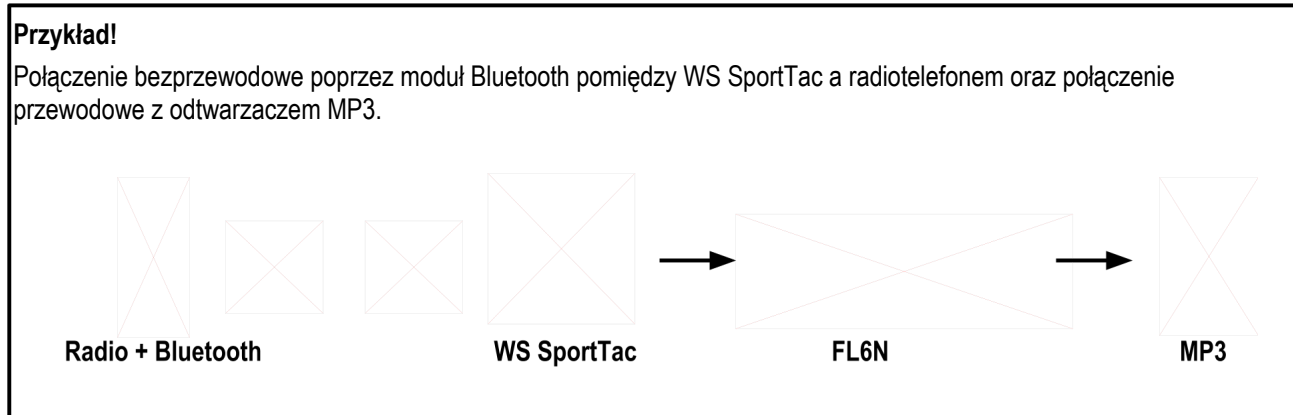 Przykład!
Połączenie bezprzewodowe poprzez moduł Bluetooth pomiędzy WS SportTac a radiotelefonem oraz połączenie
przewodowe z odtwarzaczem MP3.
Radio + Bluetooth WS SportTac FL6N MP3